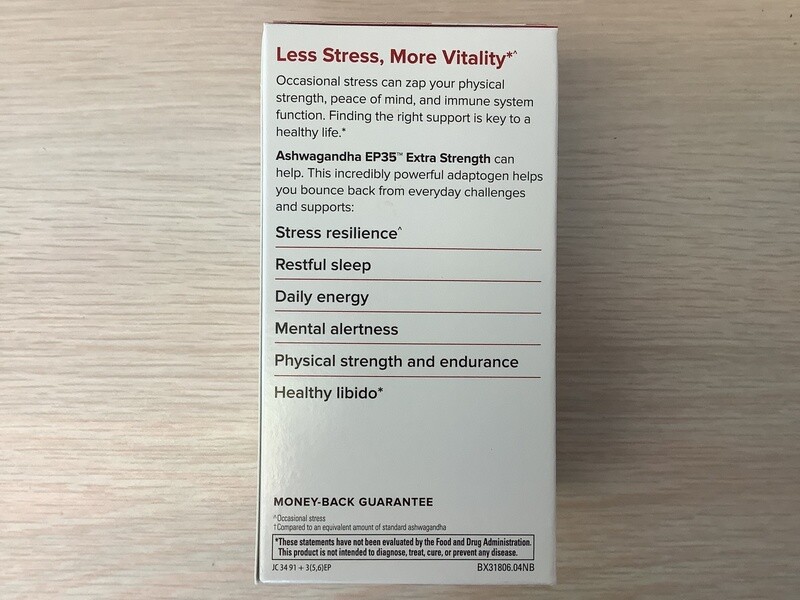 Less Stress, More Vitality*^
Occasional stress can zap your physical
strength, peace of mind, and immune system
function. Finding the right support is key to a
healthy life.*
Ashwagandha EP35™ Extra Strength can
help. This incredibly powerful adaptogen helps
you bounce back from everyday challenges
and supports:
Stress resilience^
Restful sleep
Daily energy
Mental alertness
Physical strength and endurance
Healthy libido*
MONEY-BACK GUARANTEE
^Occasional stress
†Compared to an equivalent amount of standard ashwagandha
*These statements have not been evaluated by the Food and Drug Administration.
This product is not intended to diagnose, treat, cure, or prevent any disease.
JC 34 91 + 3(5,6)EP BX31806.04NB